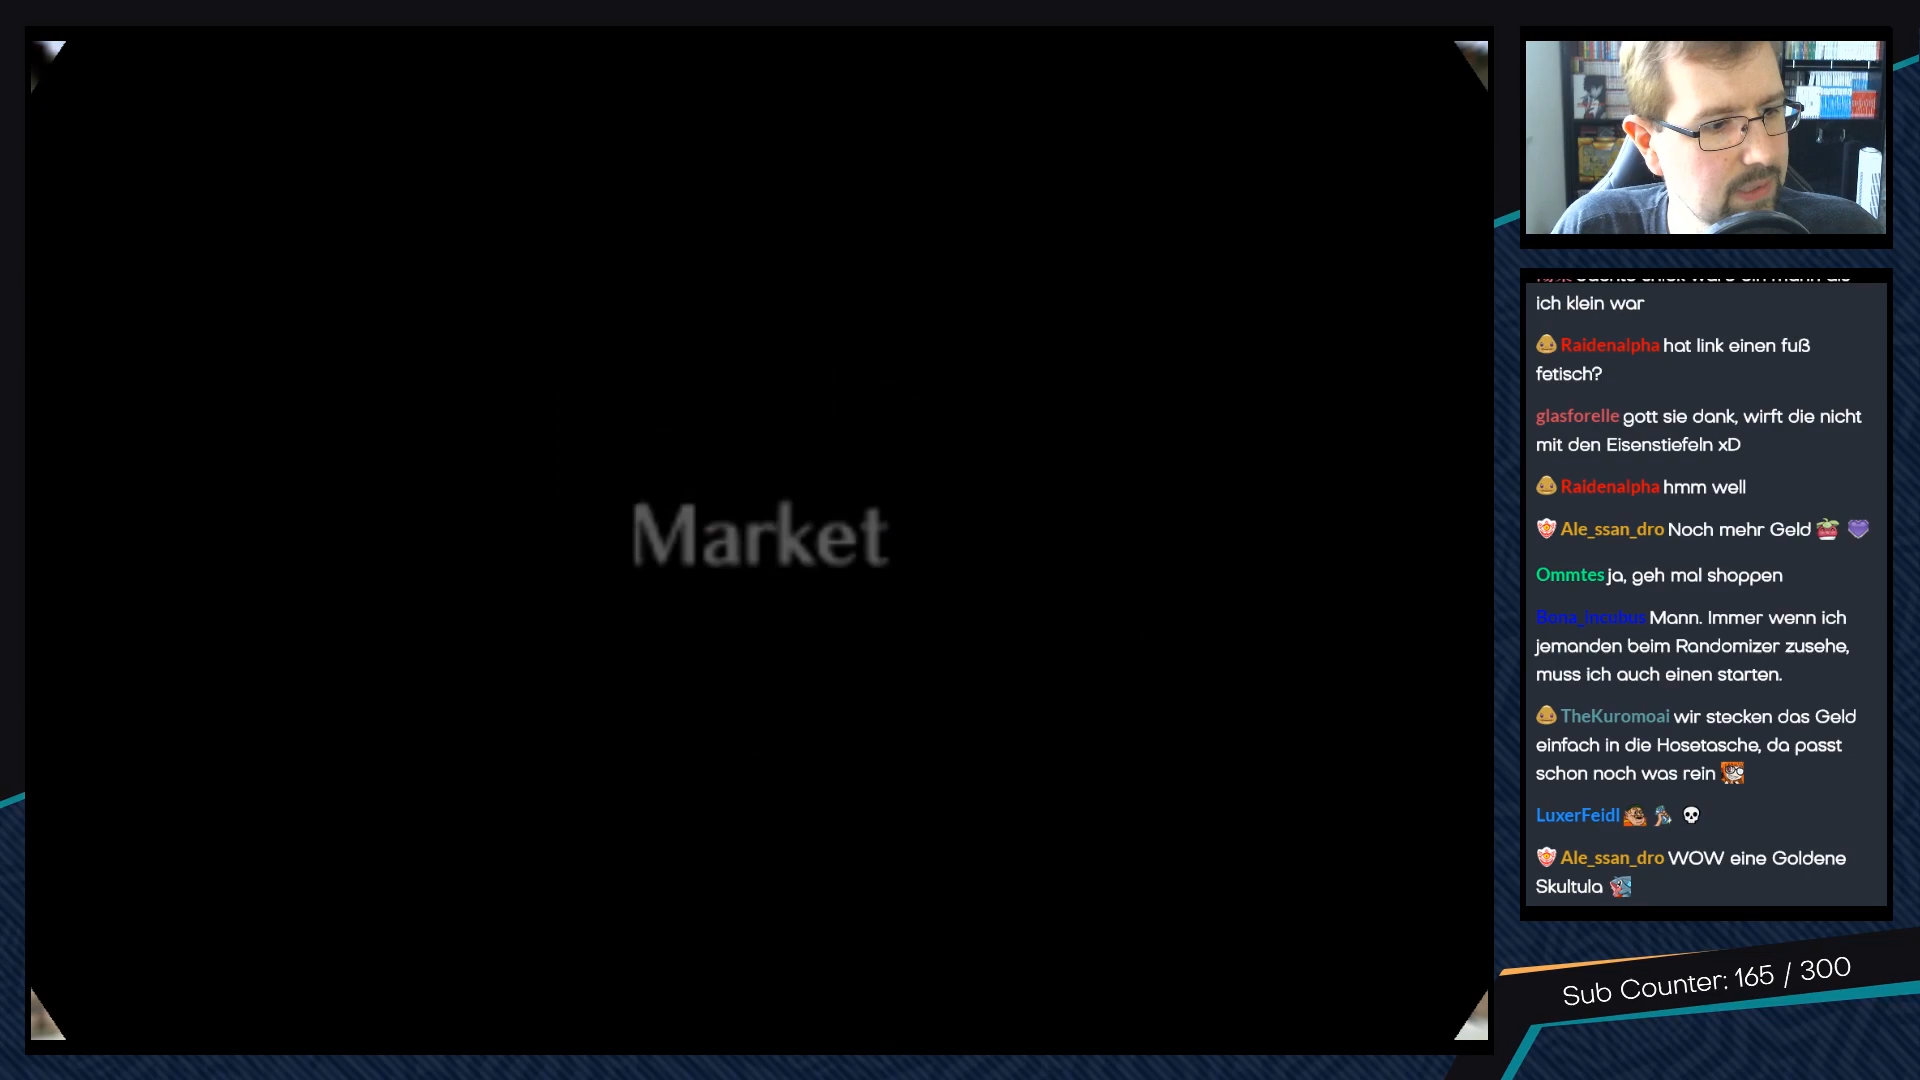 Market
ich klein war
Raidenalpha hat link einen fuß
fetisch?
glasforelle gott sie dank, wirft die nicht
mit den Eisenstiefeln xD
Raidenalpha hmm well
Ale_ssan_dro Noch mehr Geld
Ommtes ja, geh mal shoppen
Bona_incubus Mann. Immer wenn ich
jemanden beim Randomizer zusehe,
muss ich auch einen starten.
TheKuromoai wir stecken das Geld
einfach in die Hosetasche, da passt
schon noch was rein
LuxerFeidl
Ale_ssan_dro WOW eine Goldene
Skultula
Sub Counter: 165 / 300